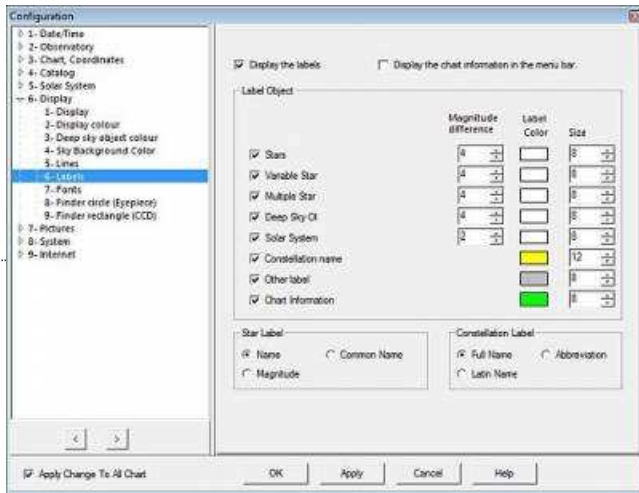 Configuration
1- Date/Time
2- Observatory
3- Chart, Coordinates
4- Catalog
5- Solar System
6- Display
1- Display
2- Display colour
3- Deep sky object colour
4- Sky Background Color
5- Lines
6- Labels
7- Fonts
8- Finder circle (Eyepiece)
9- Finder rectangle (CCD)
7- Pictures
8- System
9- Internet
< >
Display the labels Display the chart information in the menu bar.
Label Object
Magnitude difference Label Color Size
Stars 4 8
Variable Star 4 8
Multiple Star 4 8
Deep Sky Ol 4 8
Solar System 2 8
Constellation name 12
Other label 8
Chart Information 8
Star Label
Name Common Name
Magnitude
Constellation Label
Full Name Abbreviation
Latin Name
Apply Change To All Chart OK Apply Cancel Help